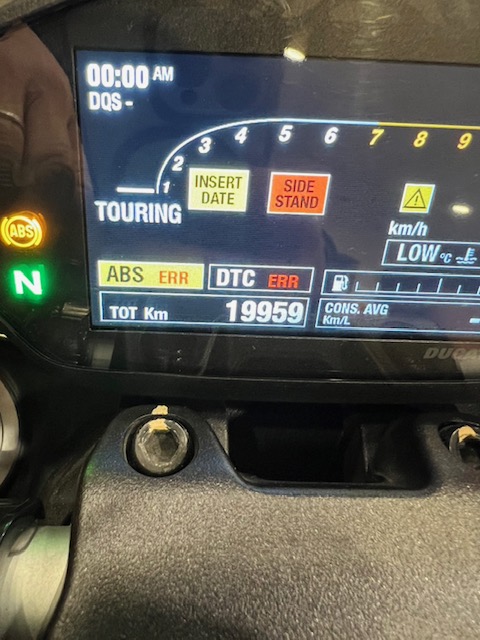 00:00 AM
DQS -
1 2 3 4 5 6 7 8 9
INSERT
DATE
SIDE
STAND
TOURING
km/h
LOW °C
ABS
N
ABS ERR
DTC ERR
TOT Km 19959
CONS. AVG
Km/L
DUCA